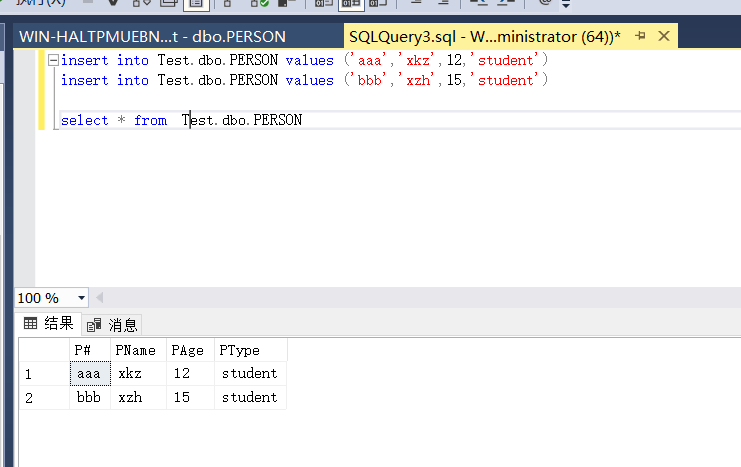 WIN-HALTPMUEBN...t - dbo.PERSON
SQLQuery3.sql - W...ministrator (64))*
insert into Test.dbo.PERSON values ('aaa','xkz',12,'student')
insert into Test.dbo.PERSON values ('bbb','xzh',15,'student')
select * from Test.dbo.PERSON
100 %
结果 消息
P# PName PAge PType
1 aaa xkz 12 student
2 bbb xzh 15 student